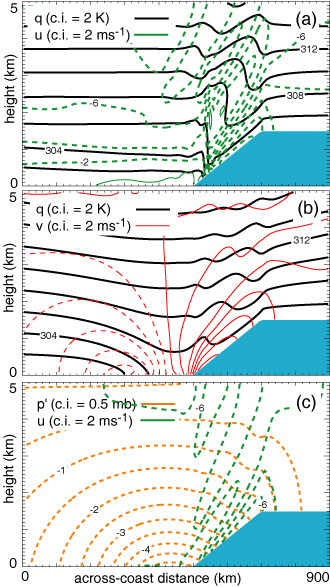 5
q (c.i. = 2 K)
u (c.i. = 2 ms-1)
(a)
-6
312
height (km)
-6
308
304
-2
0
5
q (c.i. = 2 K)
v (c.i. = 2 ms-1)
(b)
312
height (km)
304
0
5
p' (c.i. = 0.5 mb)
u (c.i. = 2 ms-1)
-6
(c)
height (km)
-1
-2
-3
-4
-6
0
0
across-coast distance (km)
900